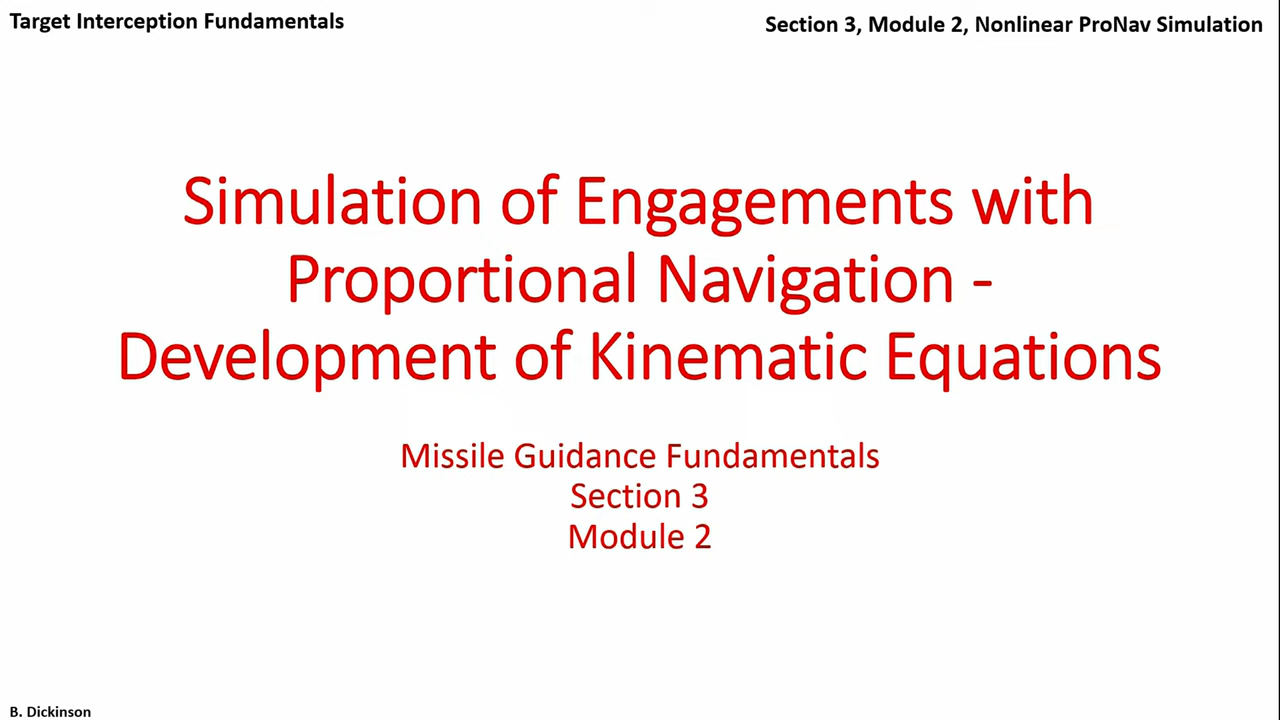 Target Interception Fundamentals
Section 3, Module 2, Nonlinear ProNav Simulation
Simulation of Engagements with
Proportional Navigation -
Development of Kinematic Equations
Missile Guidance Fundamentals
Section 3
Module 2
B. Dickinson